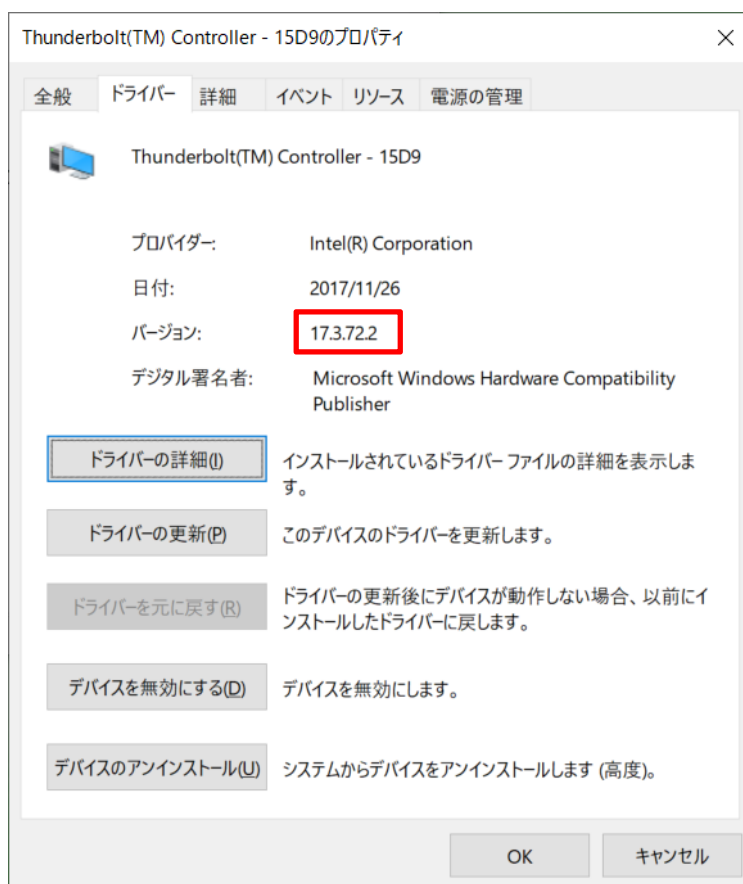 Thunderbolt(TM) Controller - 15D9のプロパティ
全般 ドライバー 詳細 イベント リソース 電源の管理
Thunderbolt(TM) Controller - 15D9
プロバイダー: Intel(R) Corporation
日付: 2017/11/26
バージョン: 17.3.72.2
デジタル署名者: Microsoft Windows Hardware Compatibility
Publisher
ドライバーの詳細(I) インストールされているドライバー ファイルの詳細を表示しま
す。
ドライバーの更新(P) このデバイスのドライバーを更新します。
ドライバーを元に戻す(R) ドライバーの更新後にデバイスが動作しない場合、以前にイ
ンストールしたドライバーに戻します。
デバイスを無効にする(D) デバイスを無効にします。
デバイスのアンインストール(U) システムからデバイスをアンインストールします (高度)。
OK キャンセル